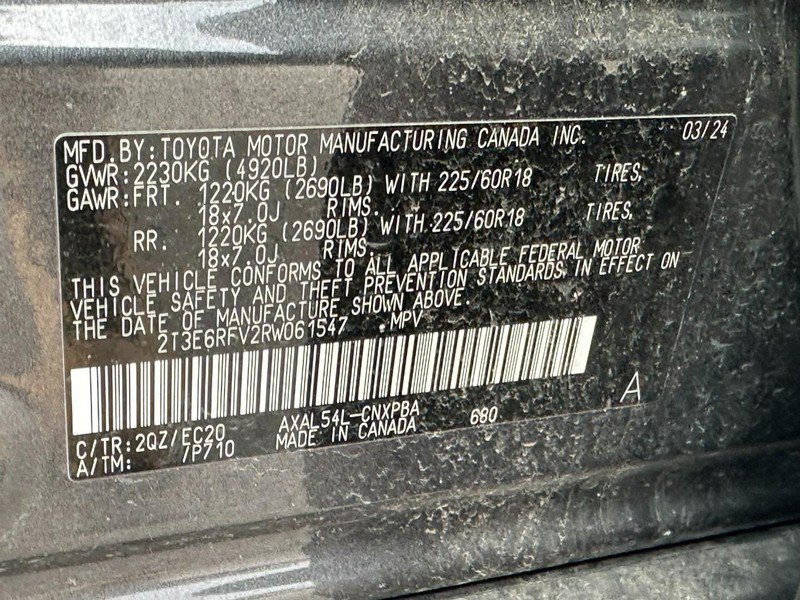 MFD.BY:TOYOTA MOTOR MANUFACTURING CANADA INC. 03/24
GVWR:2230KG (4920LB)
GAWR:FRT. 1220KG (2690LB) WITH 225/60R18 TIRES,
18x7.0J RIMS.
RR. 1220KG (2690LB) WITH 225/60R18 TIRES,
18x7.0J RIMS.
THIS VEHICLE CONFORMS TO ALL APPLICABLE FEDERAL MOTOR
VEHICLE SAFETY AND THEFT PREVENTION STANDARDS IN EFFECT ON
THE DATE OF MANUFACTURE SHOWN ABOVE.
2T3E6RFV2RW061547 MPV
C/TR:2QZ/EC20 AXAL54L-CNXPBA 680 A
A/TM: /P710 MADE IN CANADA